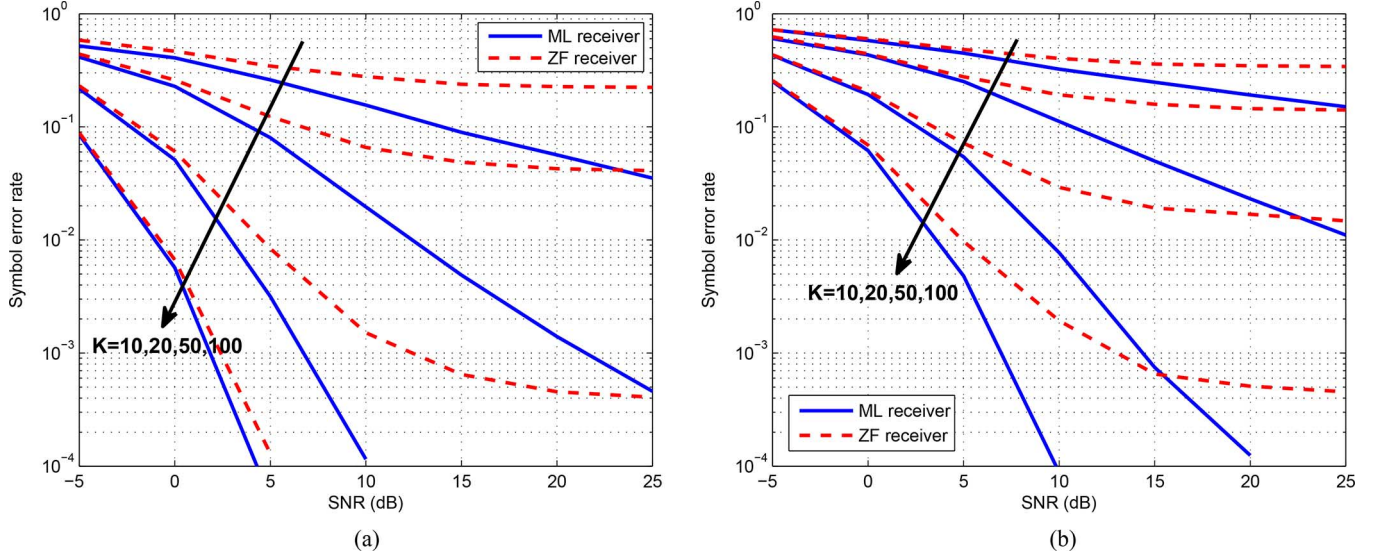 10^0
10^−1
10^−2
10^−3
10^−4
Symbol error rate
−5 0 5 10 15 20 25
SNR (dB)
ML receiver
ZF receiver
K=10,20,50,100
(a)
10^0
10^−1
10^−2
10^−3
10^−4
Symbol error rate
−5 0 5 10 15 20 25
SNR (dB)
K=10,20,50,100
ML receiver
ZF receiver
(b)